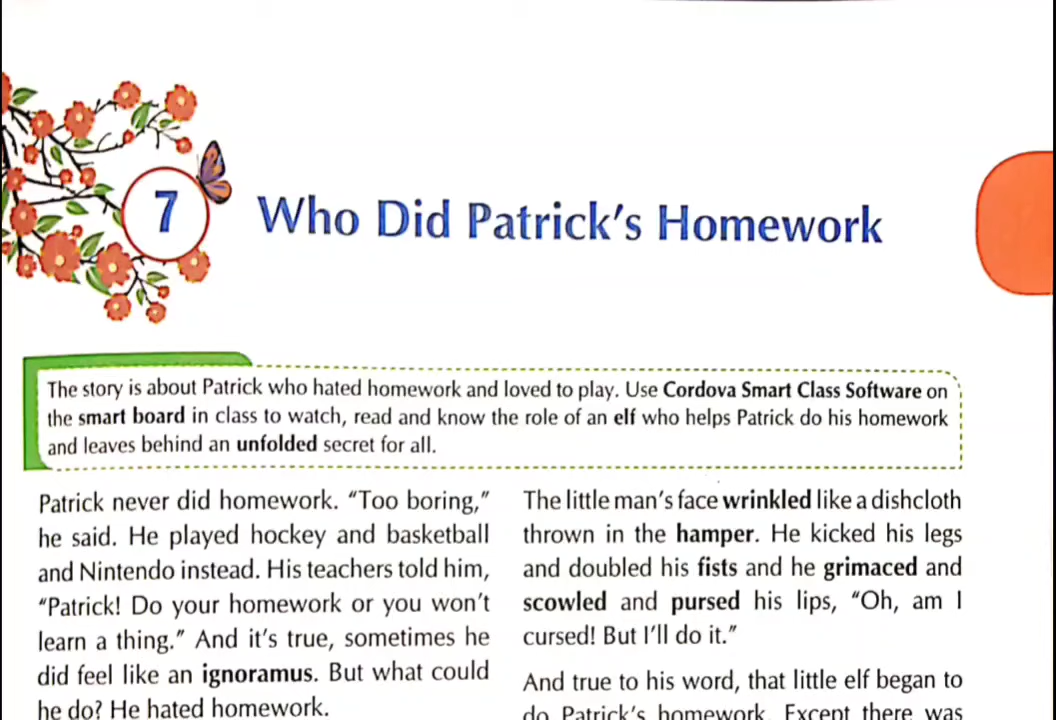 7
Who Did Patrick's Homework
The story is about Patrick who hated homework and loved to play. Use Cordova Smart Class Software on
the smart board in class to watch, read and know the role of an elf who helps Patrick do his homework
and leaves behind an unfolded secret for all.
Patrick never did homework. “Too boring,”
he said. He played hockey and basketball
and Nintendo instead. His teachers told him,
“Patrick! Do your homework or you won’t
learn a thing.” And it’s true, sometimes he
did feel like an ignoramus. But what could
he do? He hated homework.
The little man’s face wrinkled like a dishcloth
thrown in the hamper. He kicked his legs
and doubled his fists and he grimaced and
scowled and pursed his lips, “Oh, am I
cursed! But I’ll do it.”
And true to his word, that little elf began to
do Patrick’s homework. Except there was